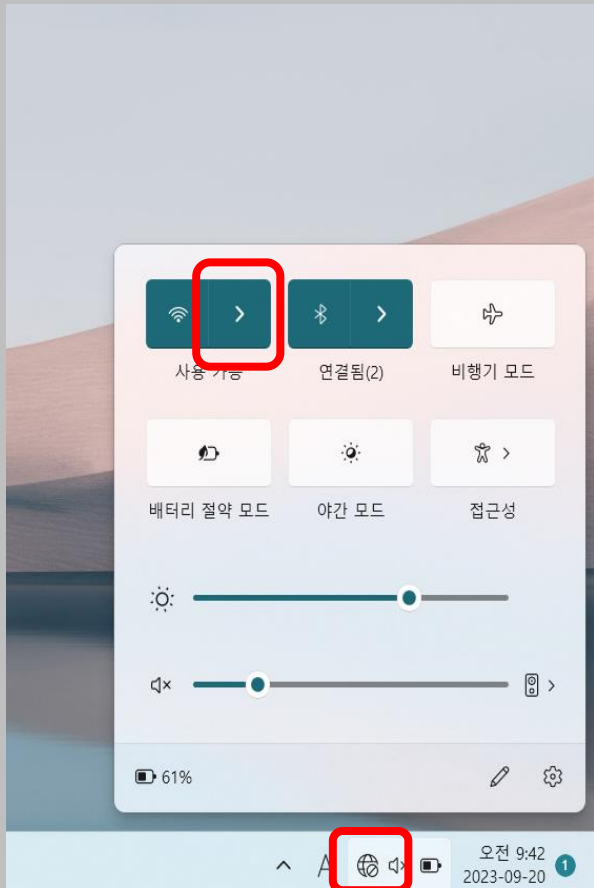 사용 가능
연결됨(2)
비행기 모드
배터리 절약 모드
야간 모드
접근성
61%
A
오전 9:42
2023-09-20
1